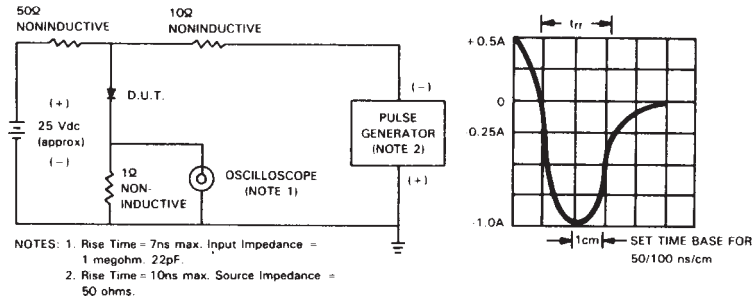 50Ω
NONINDUCTIVE
10Ω
NONINDUCTIVE
D.U.T.
(+)
25 Vdc
(approx)
(−)
1Ω
NON-
INDUCTIVE
OSCILLOSCOPE
(NOTE 1)
(−)
PULSE
GENERATOR
(NOTE 2)
(+)
trr
+0.5A
0
0.25A
1.0A
1cm
SET TIME BASE FOR
50/100 ns/cm
NOTES: 1. Rise Time = 7ns max. Input Impedance =
1 megohm. 22pF.
2. Rise Time = 10ns max. Source Impedance =
50 ohms.